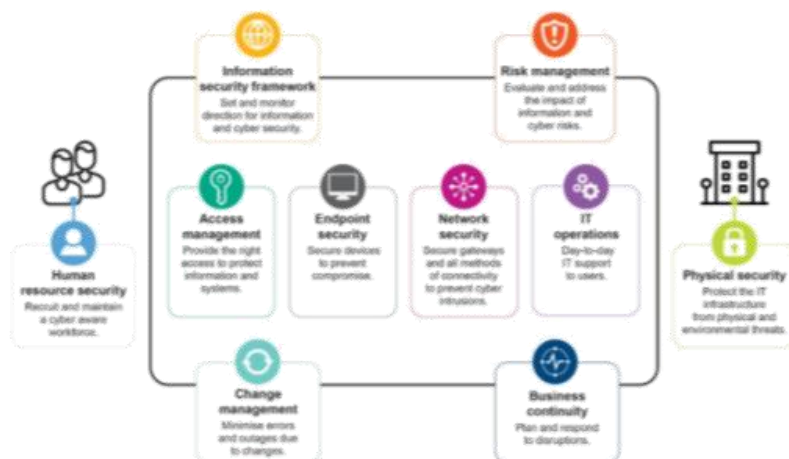 Information
security framework
Set and monitor
direction for information
and cyber security.
Risk management
Evaluate and address
the impact of
information and
cyber risks.
Human
resource security
Recruit and maintain
a cyber aware
workforce.
Access
management
Provide the right
access to protect
information and
systems.
Endpoint
security
Secure devices
to prevent
compromise.
Network
security
Secure gateways
and all methods
of connectivity
to prevent cyber
intrusions.
IT
operations
Day-to-day
IT support
to users.
Physical security
Protect the IT
infrastructure
from physical and
environmental threats.
Change
management
Minimise errors
and outages due
to changes.
Business
continuity
Plan and respond
to disruptions.